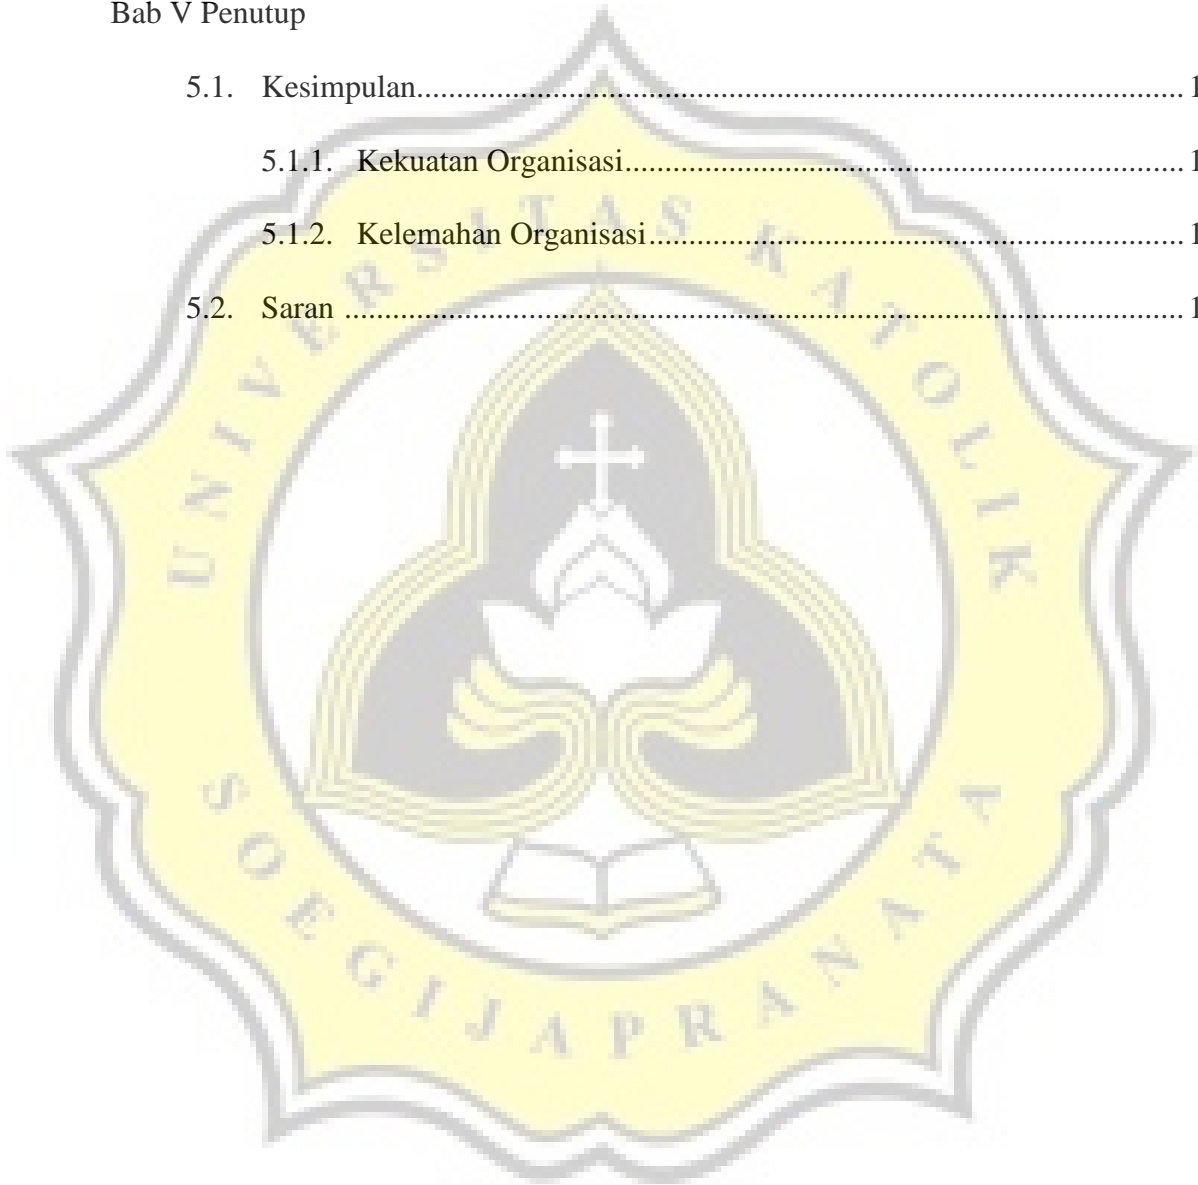 Bab V Penutup
5.1. Kesimpulan.......................................................................................... 1
5.1.1. Kekuatan Organisasi................................................................. 1
5.1.2. Kelemahan Organisasi.............................................................. 1
5.2. Saran .................................................................................................. 1
UNIVERSITAS KATOLIK
SOEGIJAPRANATA